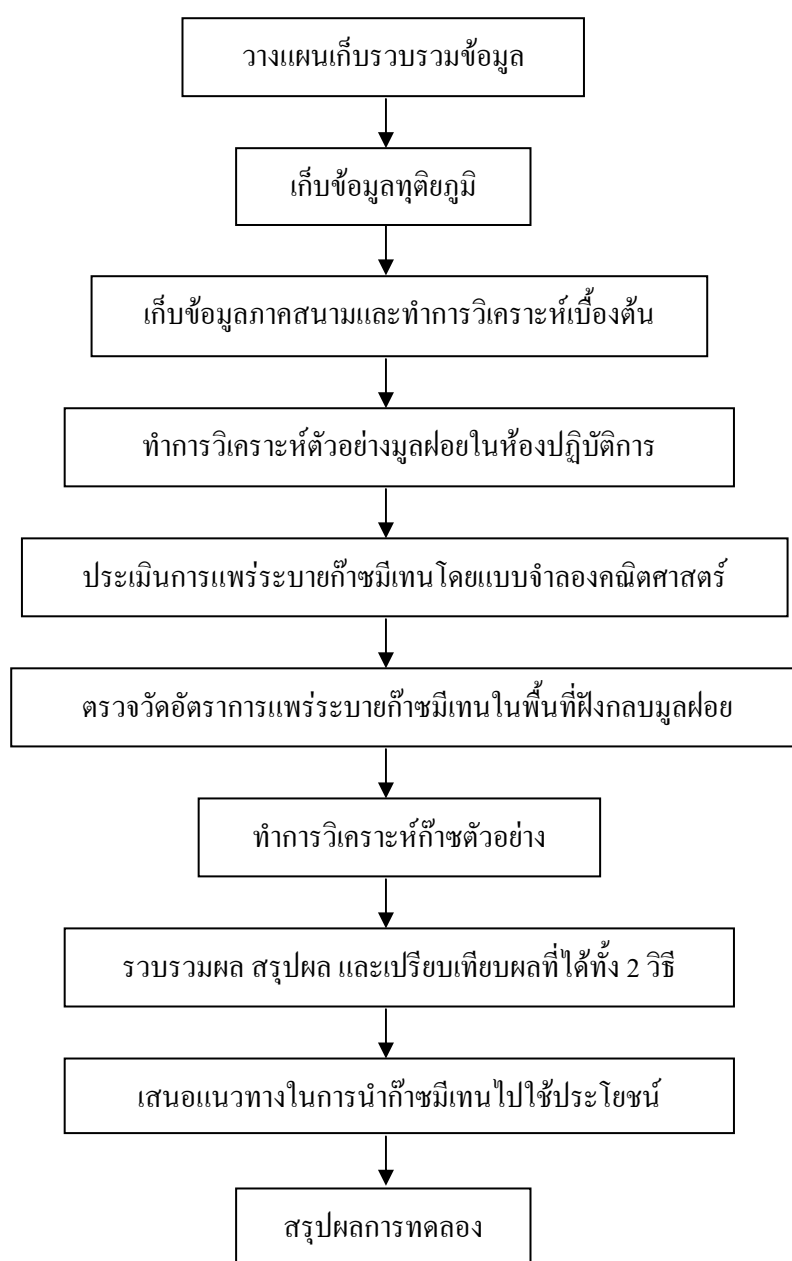 วางแผนเก็บรวบรวมข้อมูล
เก็บข้อมูลทุติยภูมิ
เก็บข้อมูลภาคสนามและทำการวิเคราะห์เบื้องต้น
ทำการวิเคราะห์ตัวอย่างมูลฝอยในห้องปฏิบัติการ
ประเมินการแพร่ระบายก๊าซมีเทนโดยแบบจำลองคณิตศาสตร์
ตรวจวัดอัตราการแพร่ระบายก๊าซมีเทนในพื้นที่ฝังกลบมูลฝอย
ทำการวิเคราะห์ก๊าซตัวอย่าง
รวบรวมผล สรุปผล และเปรียบเทียบผลที่ได้ทั้ง 2 วิธี
เสนอแนวทางในการนำก๊าซมีเทนไปใช้ประโยชน์
สรุปผลการทดลอง